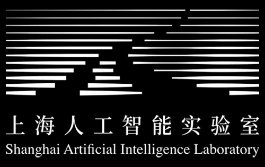 上海人工智能实验室
Shanghai Artificial Intelligence Laboratory